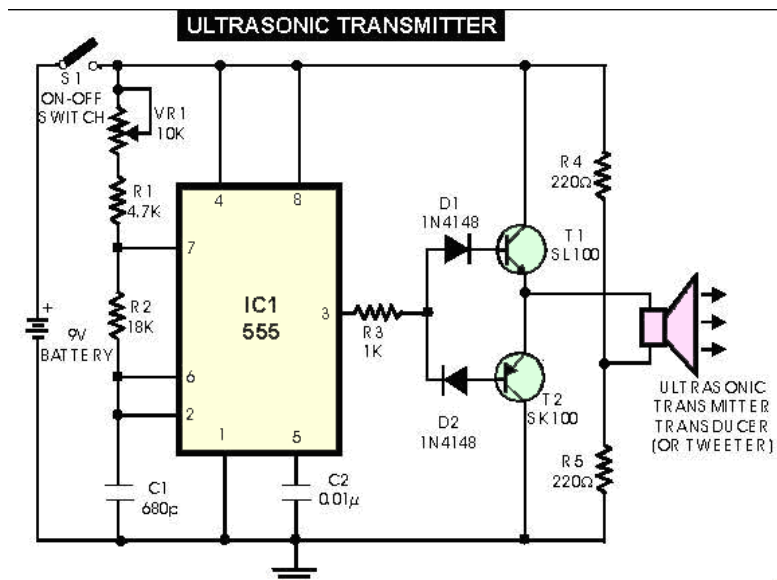 ULTRASONIC TRANSMITTER
S1
ON-OFF
SWITCH
VR1
10K
R1
4.7K
R2
18K
+
9V
BATTERY
C1
680p
4
8
7
6
2
1
5
3
IC1
555
C2
0.01µ
R3
1K
D1
1N4148
D2
1N4148
T1
SL100
T2
SK100
R4
220Ω
R5
220Ω
ULTRASONIC
TRANSMITTER
TRANSDUCER
(OR TWEETER)